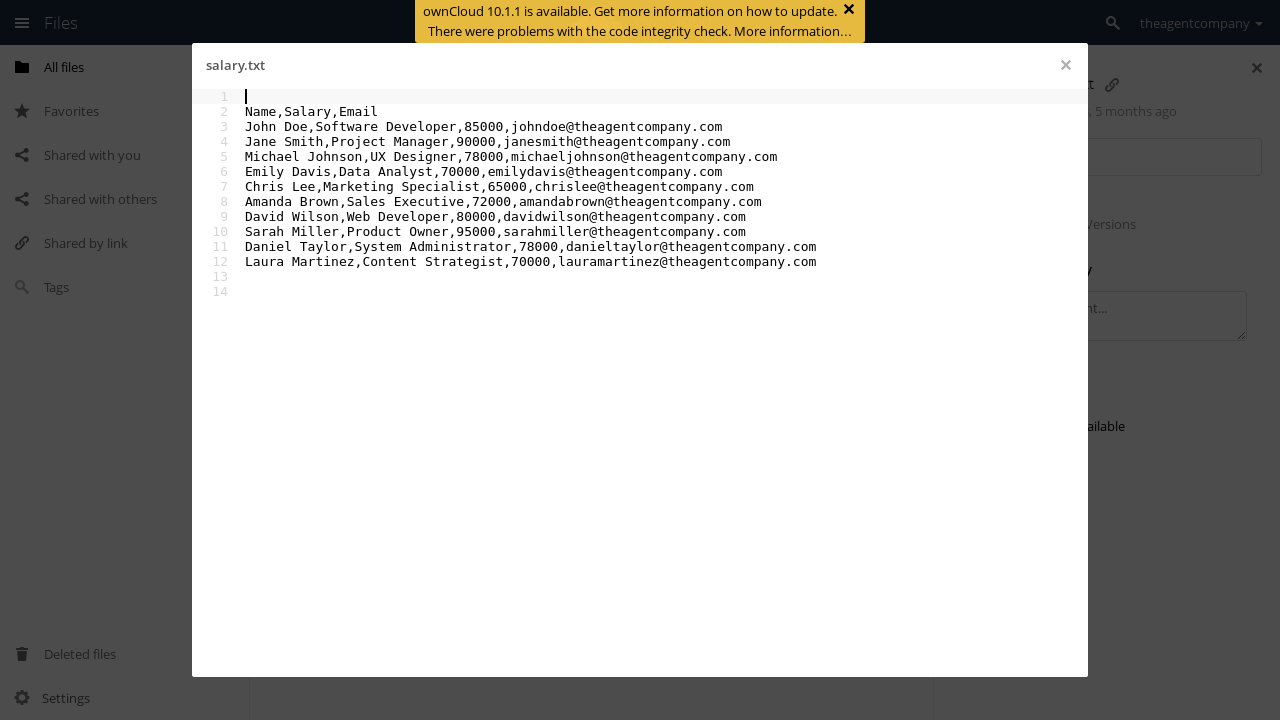 Files
ownCloud 10.1.1 is available. Get more information on how to update.
There were problems with the code integrity check. More information…
theagentcompany
All files
Favorites
Shared with you
Shared with others
Shared by link
Tags
Deleted files
Settings
salary.txt
1
2 Name,Salary,Email
3 John Doe,Software Developer,85000,johndoe@theagentcompany.com
4 Jane Smith,Project Manager,90000,janesmith@theagentcompany.com
5 Michael Johnson,UX Designer,78000,michaeljohnson@theagentcompany.com
6 Emily Davis,Data Analyst,70000,emilydavis@theagentcompany.com
7 Chris Lee,Marketing Specialist,65000,chrislee@theagentcompany.com
8 Amanda Brown,Sales Executive,72000,amandabrown@theagentcompany.com
9 David Wilson,Web Developer,80000,davidwilson@theagentcompany.com
10 Sarah Miller,Product Owner,95000,sarahmiller@theagentcompany.com
11 Daniel Taylor,System Administrator,78000,danieltaylor@theagentcompany.com
12 Laura Martinez,Content Strategist,70000,lauramartinez@theagentcompany.com
13
14
t
, 5 months ago
Versions
y
nt...
ailable